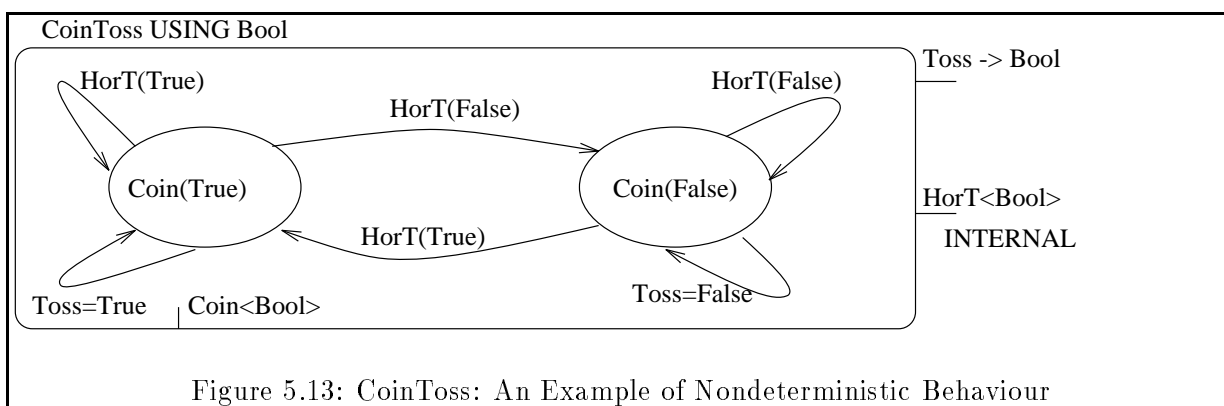 CoinToss USING Bool
Toss -> Bool
HorT(True)
HorT(False)
HorT(False)
Coin(True)
Coin(False)
HorT<Bool>
INTERNAL
HorT(True)
Toss=True
Coin<Bool>
Toss=False
Figure 5.13: CoinToss: An Example of Nondeterministic Behaviour